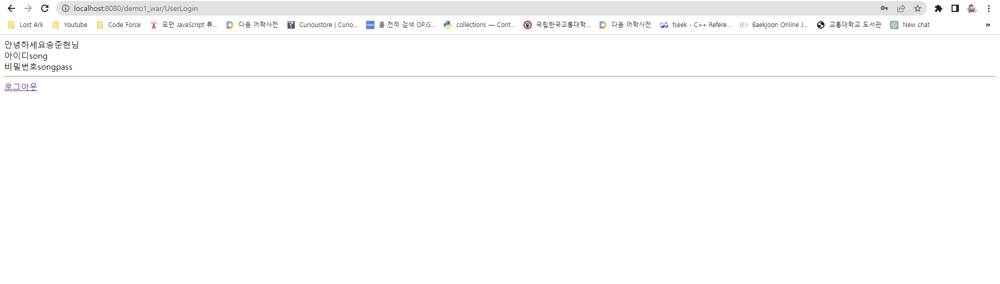 localhost:8080/demo1_war/UserLogin
Lost Ark Youtube Code Force 모던 JavaScript 튜... 다음 어학사전 Curioustore | Curio... OP.GG 롤 전적 검색 OP.G... collections — Cont... 국립한국교통대학... 다음 어학사전 fseek - C++ Refere... Baekjoon Online J... 교통대학교 도서관 New chat »
안녕하세요송준현님
아이디song
비밀번호songpass
로그아웃